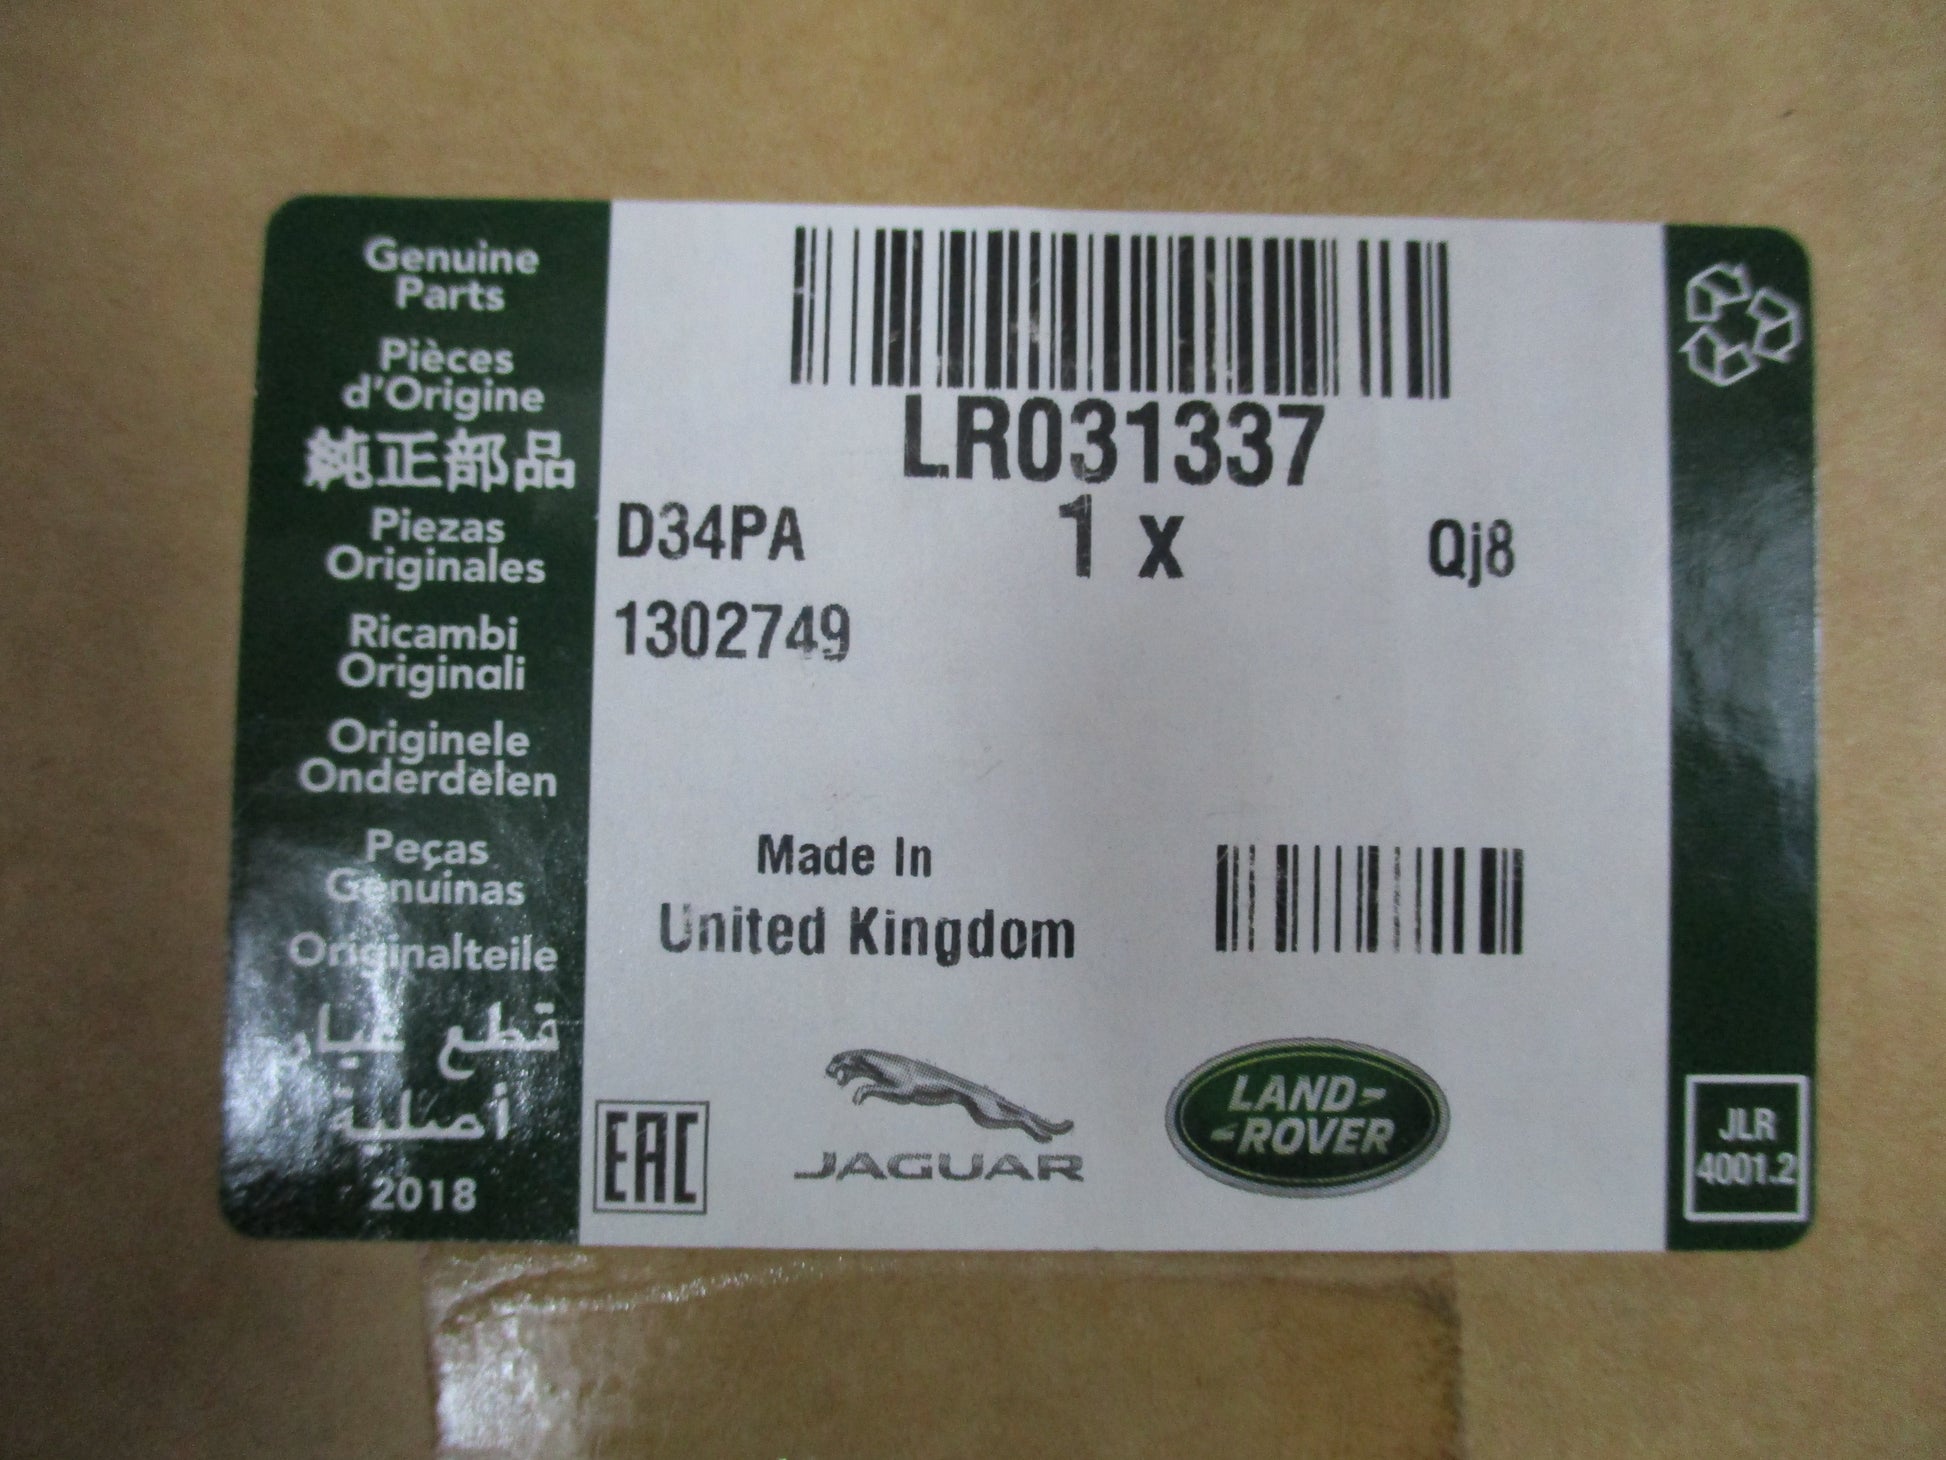 Genuine
Parts
Pièces
d'Origine
純正部品
Piezas
Originales
Ricambi
Originali
Originele
Onderdelen
Peças
Genuinas
Originalteile
قطع غيار
أصلية
2018
LR031337
D34PA
1 x
Qj8
1302749
Made In
United Kingdom
EAC
JAGUAR
LAND-
-ROVER
JLR
4001.2